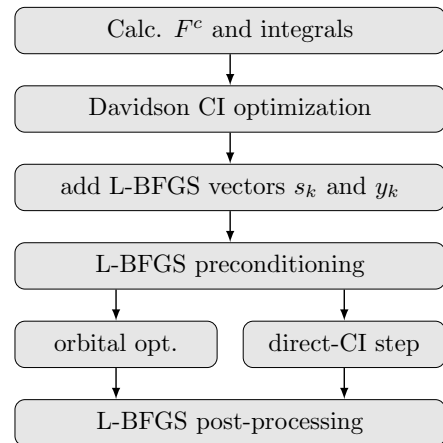 Calc. F^c and integrals
Davidson CI optimization
add L-BFGS vectors s_k and y_k
L-BFGS preconditioning
orbital opt.
direct-CI step
L-BFGS post-processing